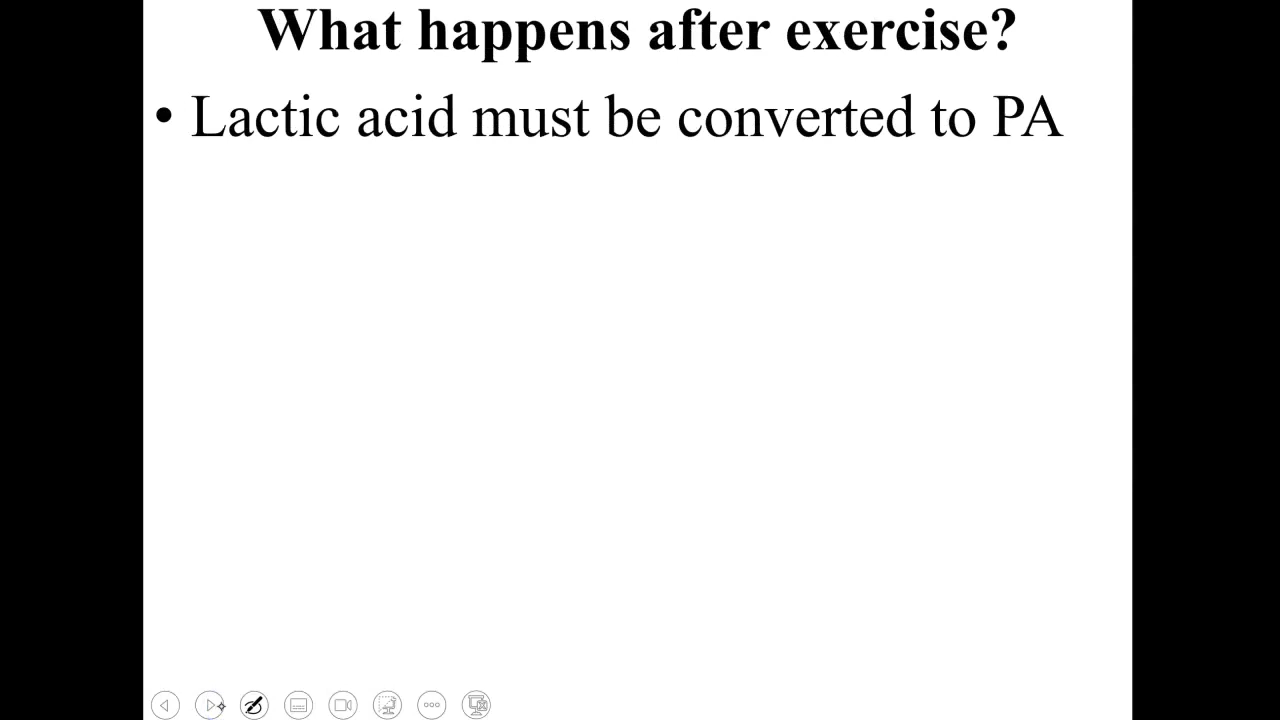 What happens after exercise?
• Lactic acid must be converted to PA